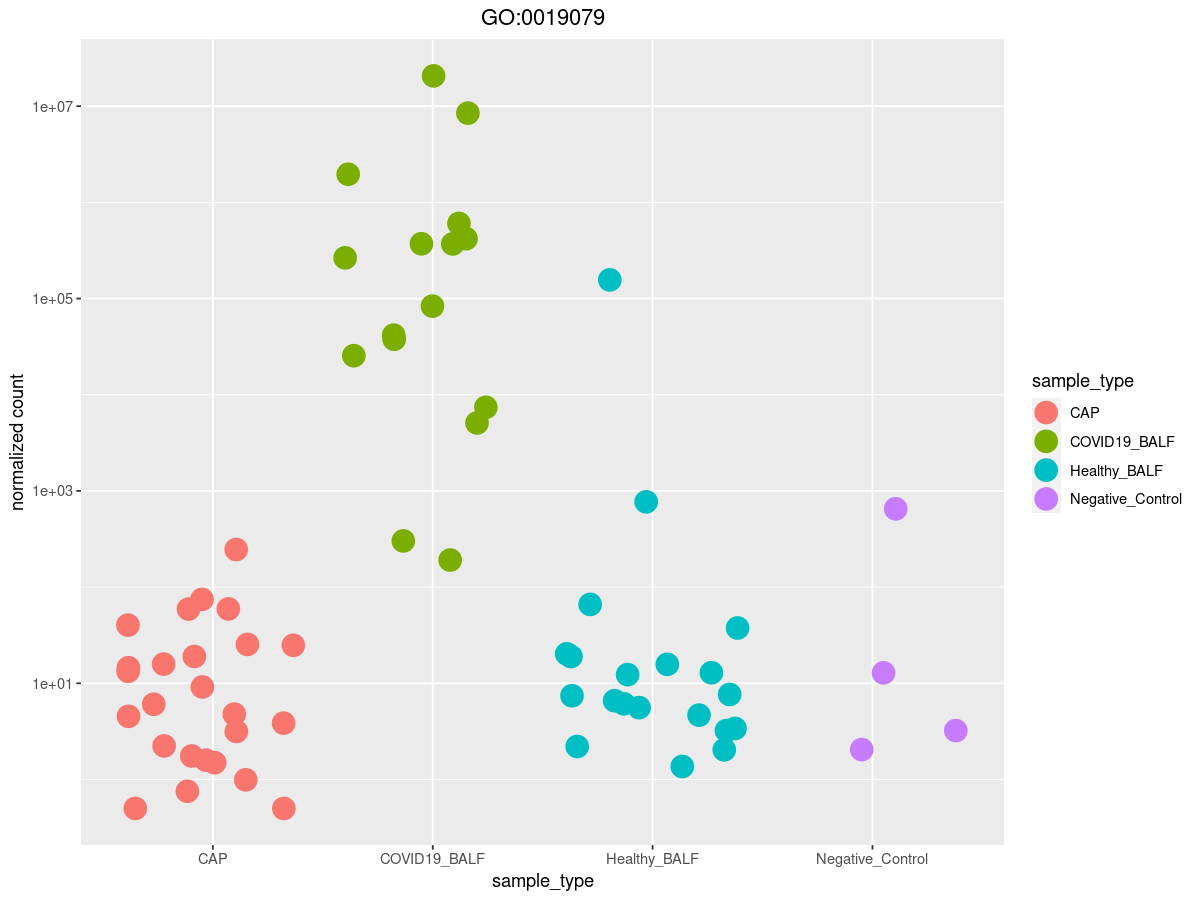 GO:0019079
1e+07
1e+05
1e+03
1e+01
normalized count
CAP
COVID19_BALF
Healthy_BALF
Negative_Control
sample_type
sample_type
CAP
COVID19_BALF
Healthy_BALF
Negative_Control